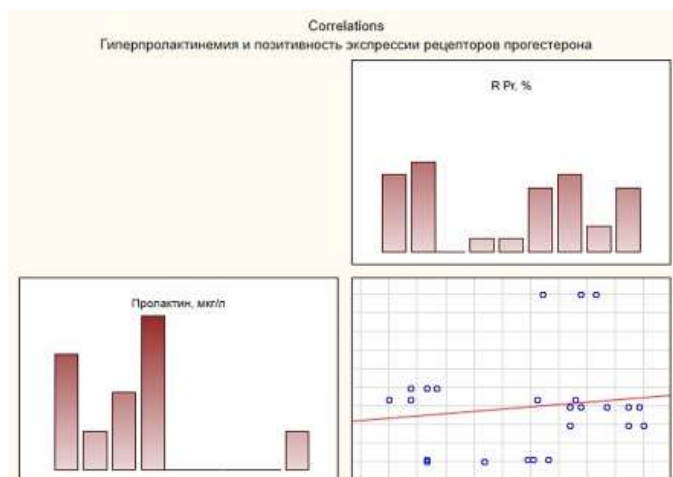 Correlations
Гиперпролактинемия и позитивность экспрессии рецепторов прогестерона
R Pr, %
Пролактин, мкг/л